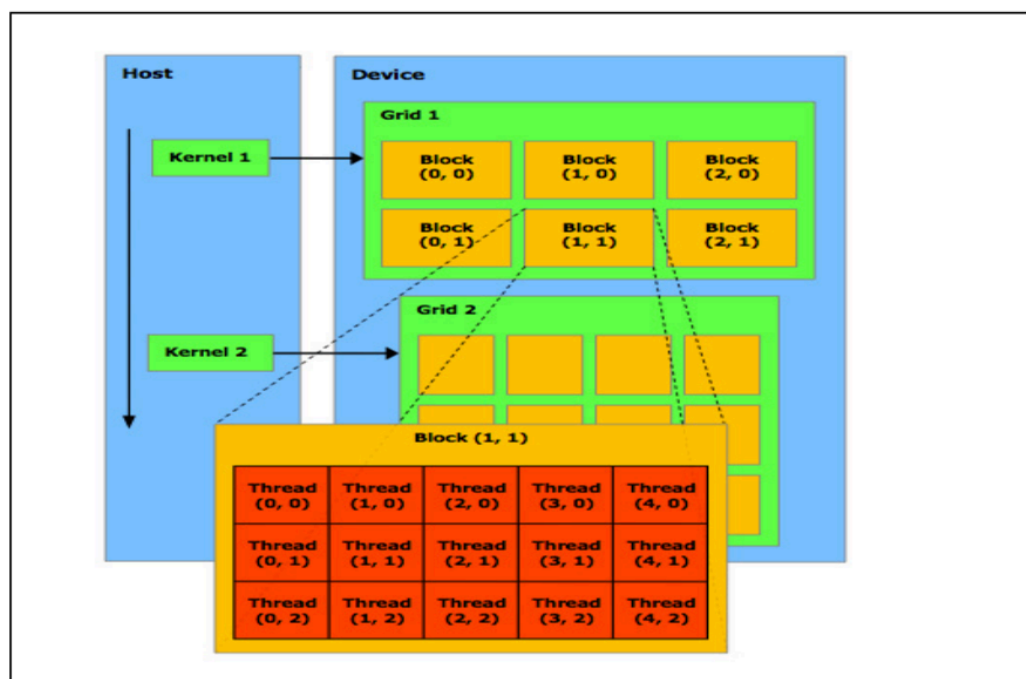 Host
Device
Grid 1
Kernel 1
Block
(0, 0)
Block
(1, 0)
Block
(2, 0)
Block
(0, 1)
Block
(1, 1)
Block
(2, 1)
Grid 2
Kernel 2
Block (1, 1)
Thread
(0, 0)
Thread
(1, 0)
Thread
(2, 0)
Thread
(3, 0)
Thread
(4, 0)
Thread
(0, 1)
Thread
(1, 1)
Thread
(2, 1)
Thread
(3, 1)
Thread
(4, 1)
Thread
(0, 2)
Thread
(1, 2)
Thread
(2, 2)
Thread
(3, 2)
Thread
(4, 2)